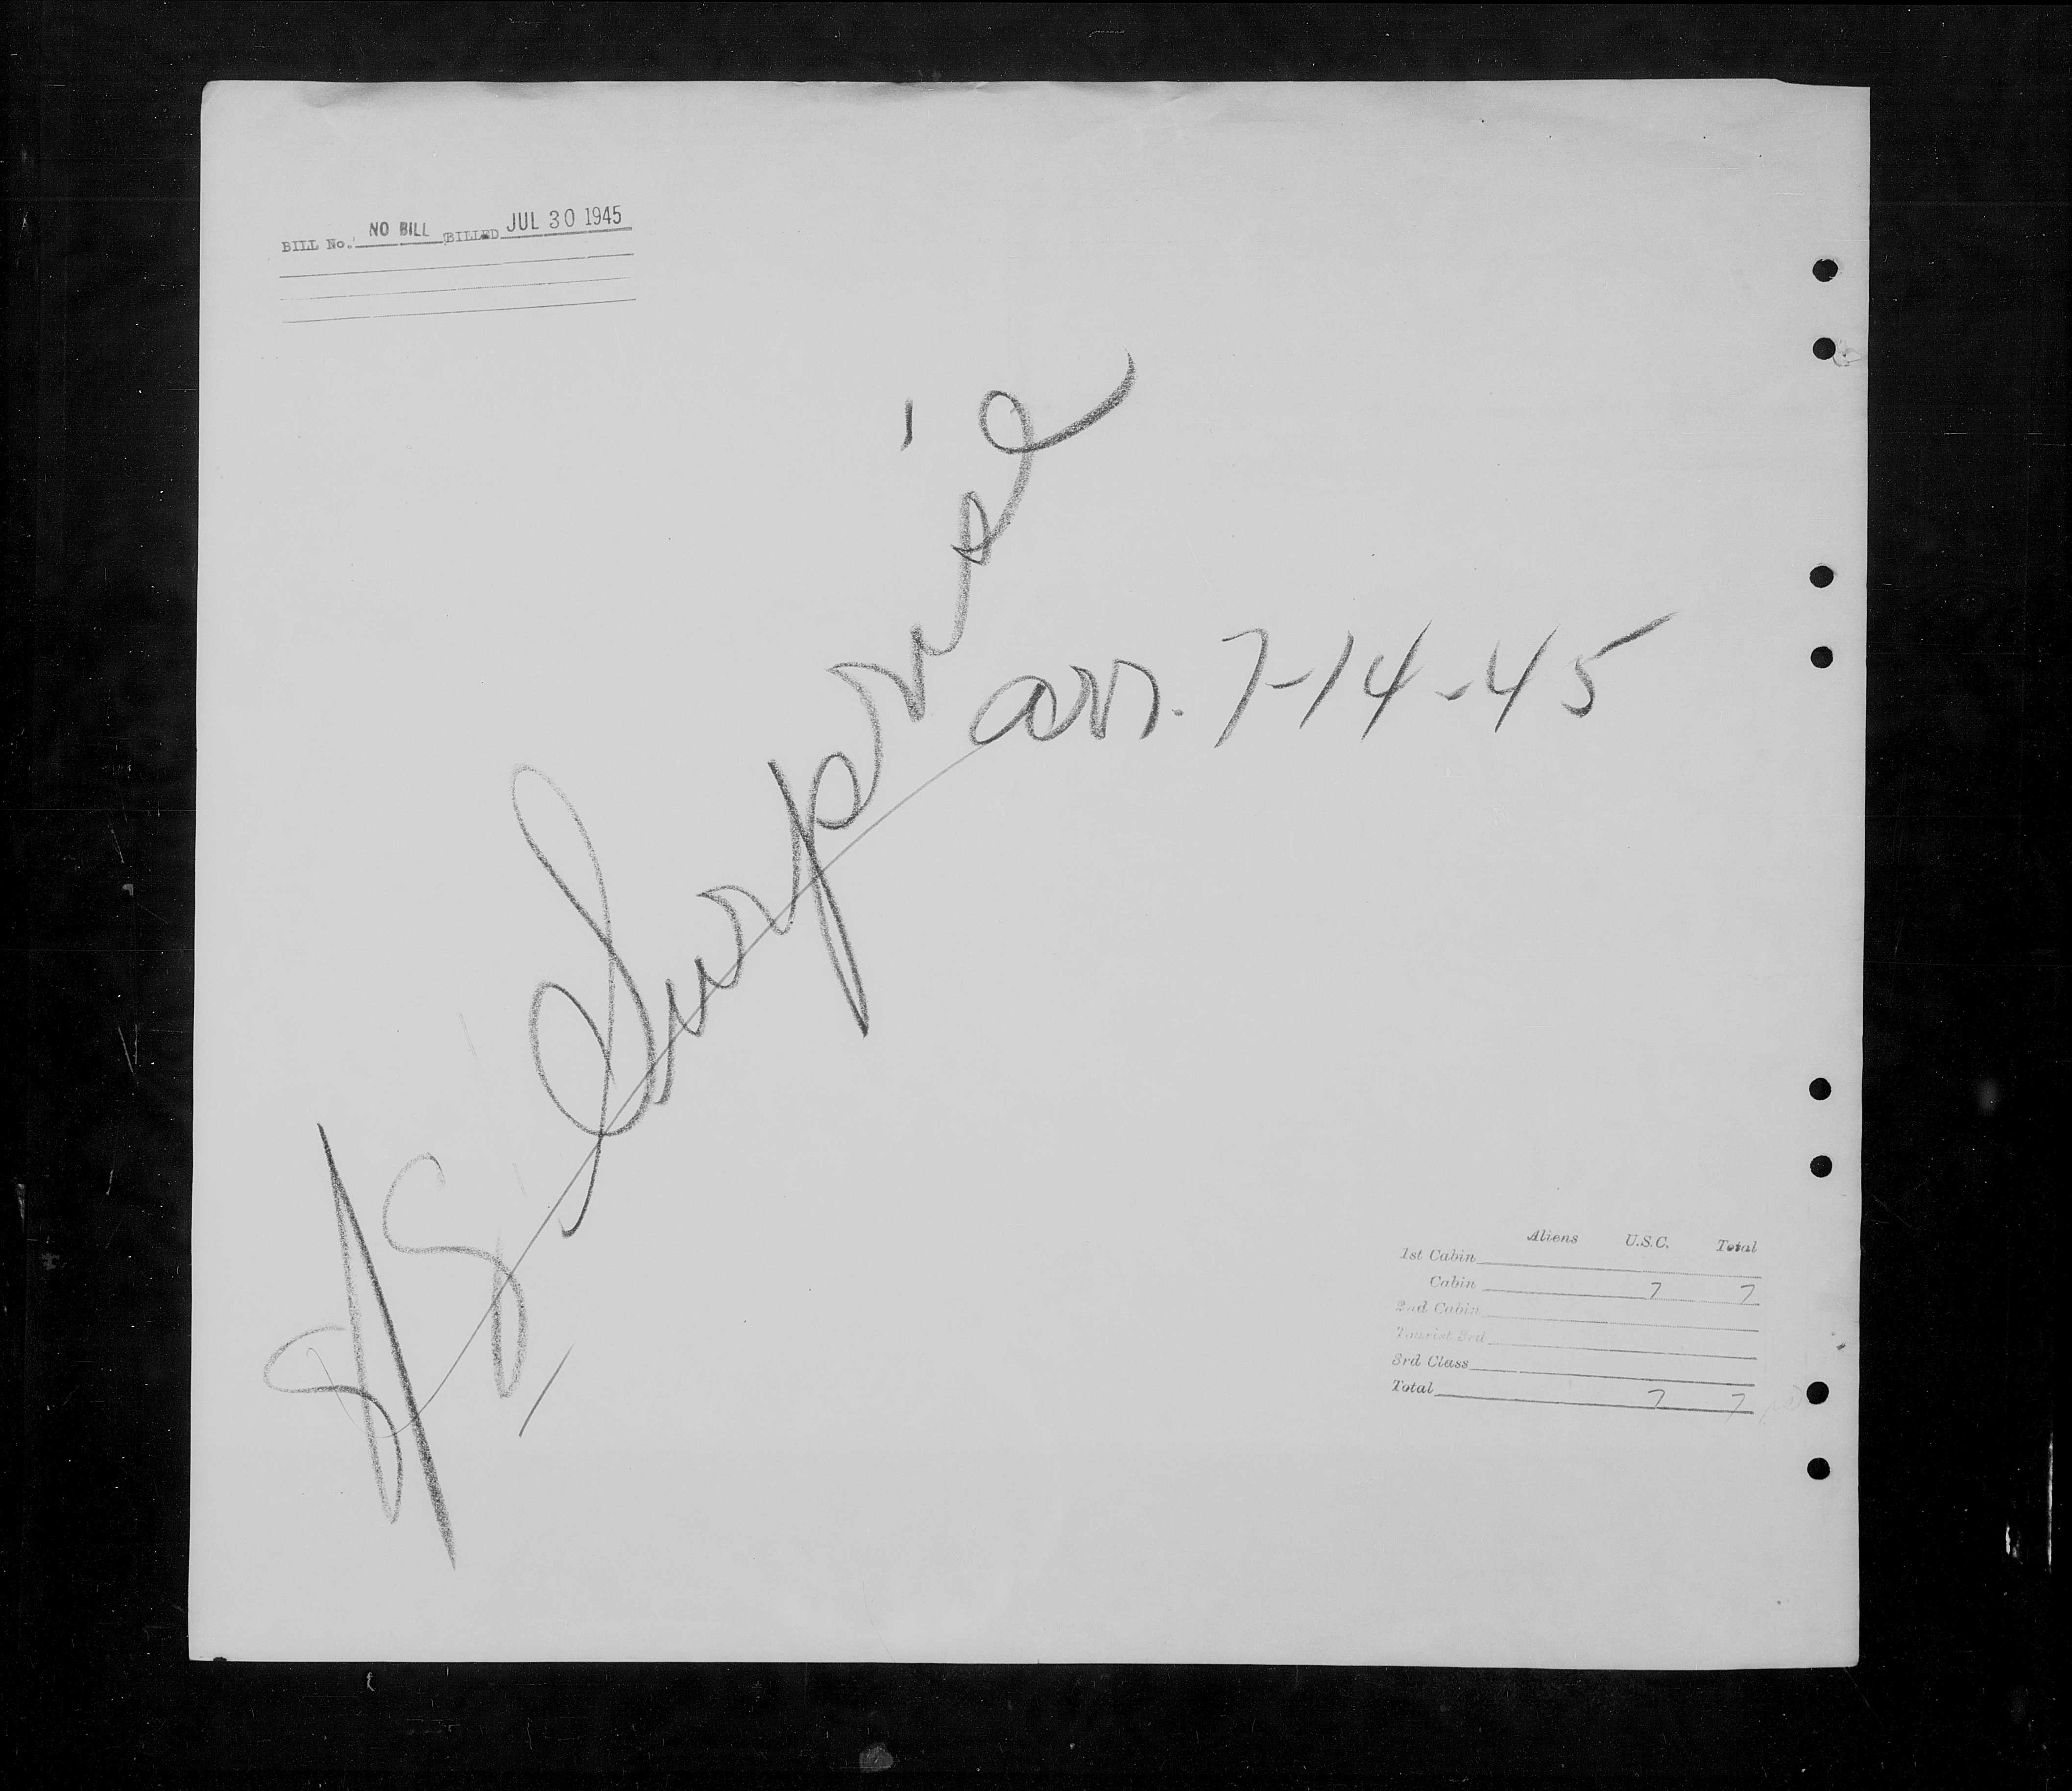 BILL No. NO BILL BILLED JUL 30 1945
S/S Surprise
arr. 7-14-45
Aliens U.S.C. Total
1st Cabin
Cabin 7 7
2nd Cabin
Tourist 3rd
3rd Class
Total 7 7